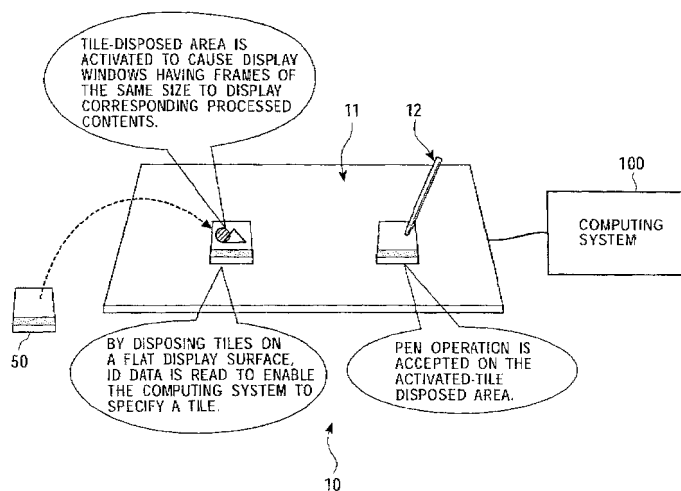 TILE-DISPOSED AREA IS
ACTIVATED TO CAUSE DISPLAY
WINDOWS HAVING FRAMES OF
THE SAME SIZE TO DISPLAY
CORRESPONDING PROCESSED
CONTENTS.
11
12
100
COMPUTING
SYSTEM
50
BY DISPOSING TILES ON
A FLAT DISPLAY SURFACE,
ID DATA IS READ TO ENABLE
THE COMPUTING SYSTEM TO
SPECIFY A TILE.
PEN OPERATION IS
ACCEPTED ON THE
ACTIVATED-TILE
DISPOSED AREA.
10